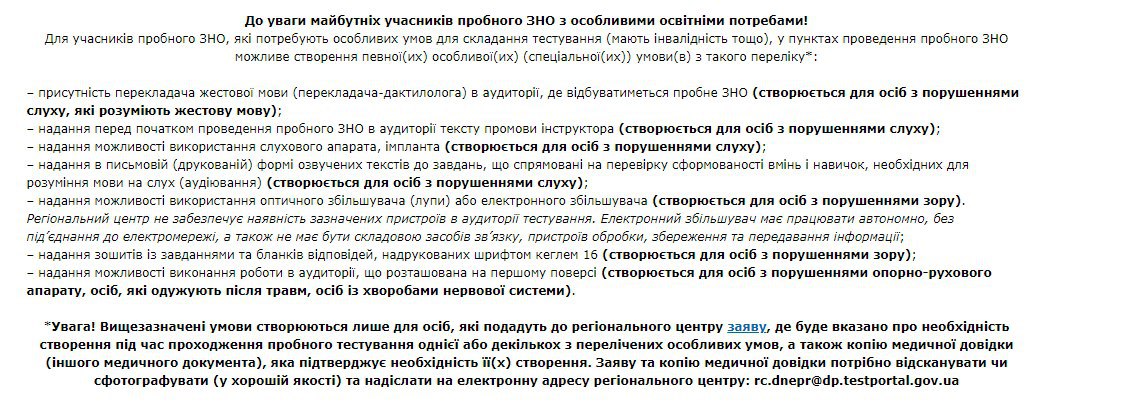 До уваги майбутніх учасників пробного ЗНО з особливими освітніми потребами!
Для учасників пробного ЗНО, які потребують особливих умов для складання тестування (мають інвалідність тощо), у пунктах проведення пробного ЗНО
можливе створення певної(их) особливої(их) (спеціальної(их)) умови(в) з такого переліку*:
– присутність перекладача жестової мови (перекладача-дактилолога) в аудиторії, де відбуватиметься пробне ЗНО (створюється для осіб з порушеннями
слуху, які розуміють жестову мову);
– надання перед початком проведення пробного ЗНО в аудиторії тексту промови інструктора (створюється для осіб з порушеннями слуху);
– надання можливості використання слухового апарата, імпланта (створюється для осіб з порушеннями слуху);
– надання в письмовій (друкованій) формі озвучених текстів до завдань, що спрямовані на перевірку сформованості вмінь і навичок, необхідних для
розуміння мови на слух (аудіювання) (створюється для осіб з порушеннями слуху);
– надання можливості використання оптичного збільшувача (лупи) або електронного збільшувача (створюється для осіб з порушеннями зору).
Регіональний центр не забезпечує наявність зазначених пристроїв в аудиторії тестування. Електронний збільшувач має працювати автономно, без
під’єднання до електромережі, а також не має бути складовою засобів зв’язку, пристроїв обробки, збереження та передавання інформації;
– надання зошитів із завданнями та бланків відповідей, надрукованих шрифтом кеглем 16 (створюється для осіб з порушеннями зору);
– надання можливості виконання роботи в аудиторії, що розташована на першому поверсі (створюється для осіб з порушеннями опорно-рухового
апарату, осіб, які одужують після травм, осіб із хворобами нервової системи).
*Увага! Вищезазначені умови створюються лише для осіб, які подадуть до регіонального центру заяву, де буде вказано про необхідність
створення під час проходження пробного тестування однієї або декількох з перелічених особливих умов, а також копію медичної довідки
(іншого медичного документа), яка підтверджує необхідність її(х) створення. Заяву та копію медичної довідки потрібно відсканувати чи
сфотографувати (у хорошій якості) та надіслати на електронну адресу регіонального центру: rc.dnepr@dp.testportal.gov.ua